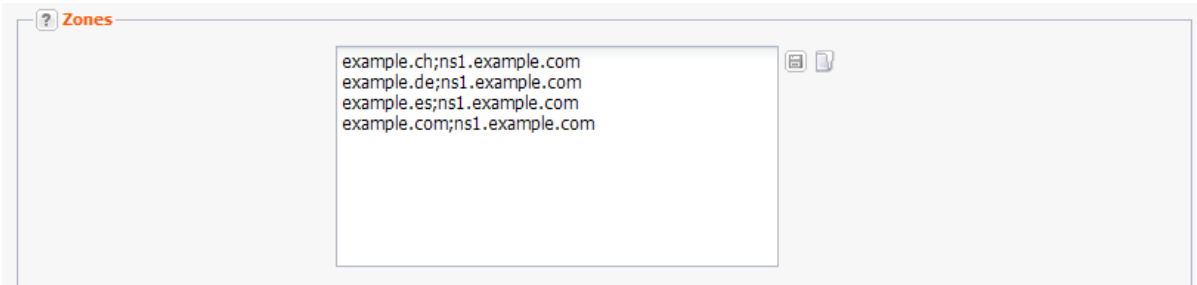 ? Zones
example.ch;ns1.example.com
example.de;ns1.example.com
example.es;ns1.example.com
example.com;ns1.example.com